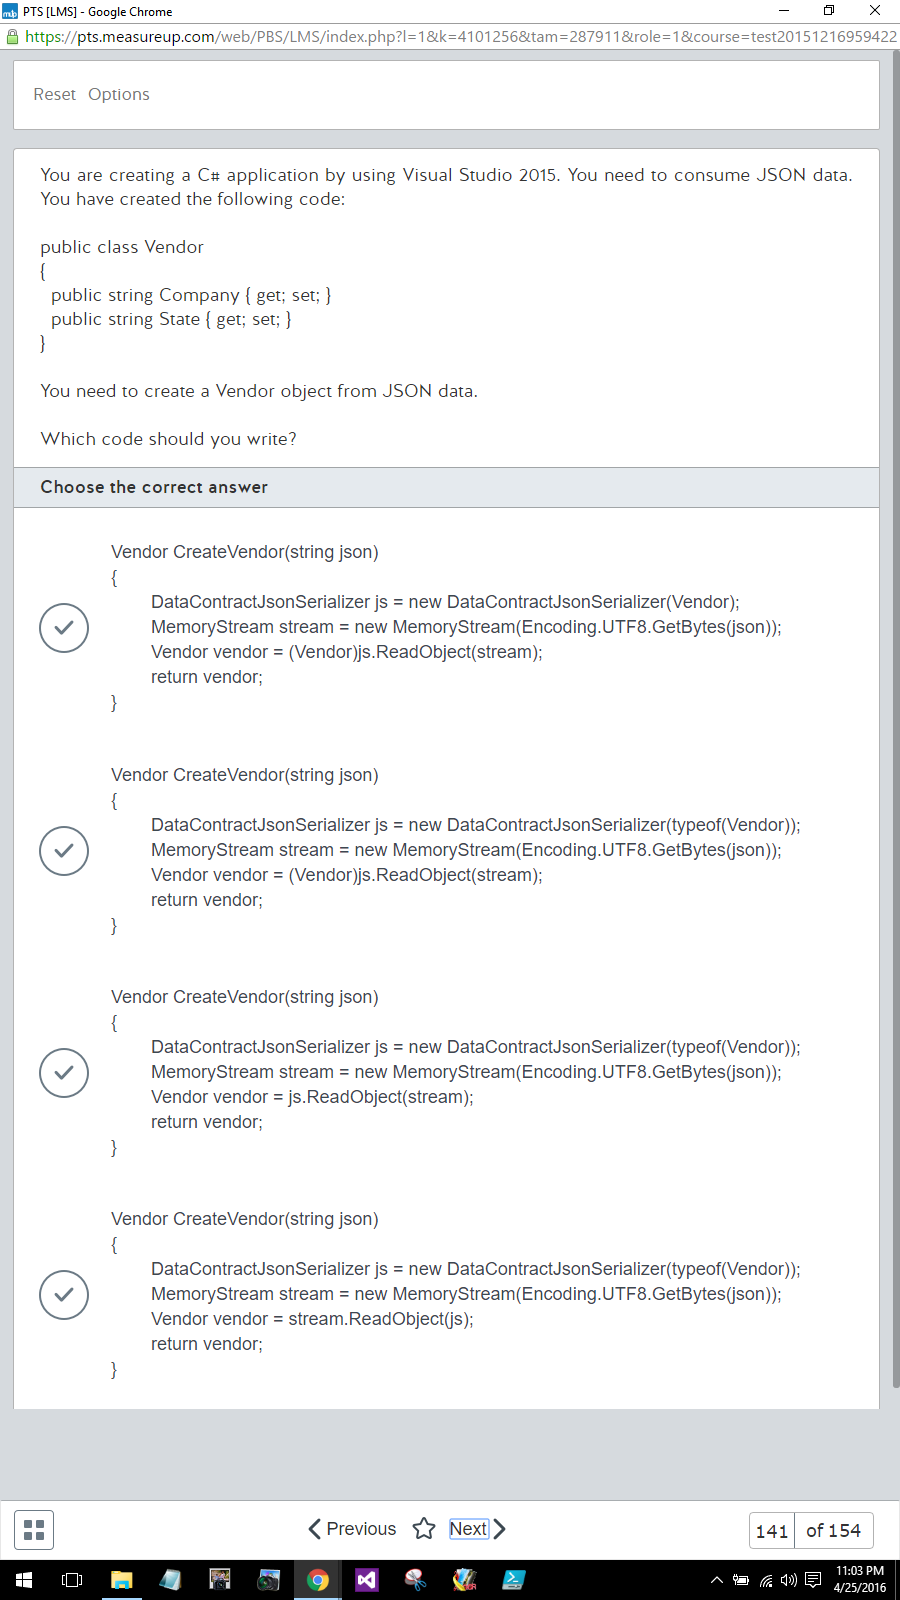 PTS [LMS] - Google Chrome
https://pts.measureup.com/web/PBS/LMS/index.php?l=1&k=4101256&tam=287911&role=1&course=test20151216959422
Reset Options
You are creating a C# application by using Visual Studio 2015. You need to consume JSON data.
You have created the following code:
public class Vendor
{
public string Company { get; set; }
public string State { get; set; }
}
You need to create a Vendor object from JSON data.
Which code should you write?
Choose the correct answer
Vendor CreateVendor(string json)
{
DataContractJsonSerializer js = new DataContractJsonSerializer(Vendor);
MemoryStream stream = new MemoryStream(Encoding.UTF8.GetBytes(json));
Vendor vendor = (Vendor)js.ReadObject(stream);
return vendor;
}
Vendor CreateVendor(string json)
{
DataContractJsonSerializer js = new DataContractJsonSerializer(typeof(Vendor));
MemoryStream stream = new MemoryStream(Encoding.UTF8.GetBytes(json));
Vendor vendor = (Vendor)js.ReadObject(stream);
return vendor;
}
Vendor CreateVendor(string json)
{
DataContractJsonSerializer js = new DataContractJsonSerializer(typeof(Vendor));
MemoryStream stream = new MemoryStream(Encoding.UTF8.GetBytes(json));
Vendor vendor = js.ReadObject(stream);
return vendor;
}
Vendor CreateVendor(string json)
{
DataContractJsonSerializer js = new DataContractJsonSerializer(typeof(Vendor));
MemoryStream stream = new MemoryStream(Encoding.UTF8.GetBytes(json));
Vendor vendor = stream.ReadObject(js);
return vendor;
}
Previous Next 141 of 154
11:03 PM
4/25/2016